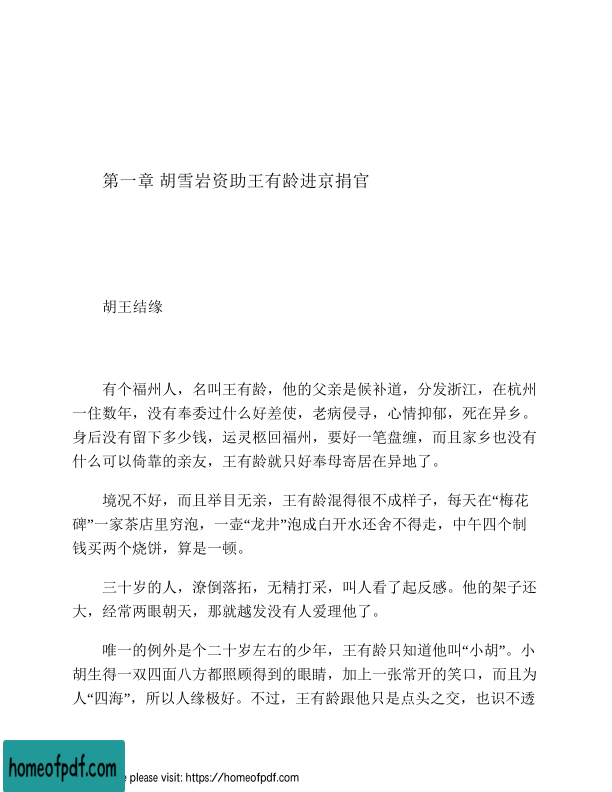 第一章 胡雪岩资助王有龄进京捐官
胡王结缘
有个福州人，名叫王有龄，他的父亲是候补道，分发浙江，在杭州
一住数年，没有奉委过什么好差使，老病侵寻，心情抑郁，死在异乡。
身后没有留下多少钱，运灵柩回福州，要好一笔盘缠，而且家乡也没有
什么可以倚靠的亲友，王有龄就只好奉母寄居在异地了。
境况不好，而且举目无亲，王有龄混得很不成样子，每天在“梅花
碑”一家茶店里穷泡，一壶“龙井”泡成白开水还舍不得走，中午四个制
钱买两个烧饼，算是一顿。
三十岁的人，潦倒落拓，无精打采，叫人看了起反感。他的架子还
大，经常两眼朝天，那就越发没有人爱理他了。
唯一的例外是个二十岁左右的少年，王有龄只知道他叫“小胡”。小
胡生得一双四面八方都照顾得到的眼睛，加上一张常开的笑口，而且为
人“四海”，所以人缘极好。不过，王有龄跟他只是点头之交，也识不透
homeofpdf.com
e please visit: https://homeofpdf.com